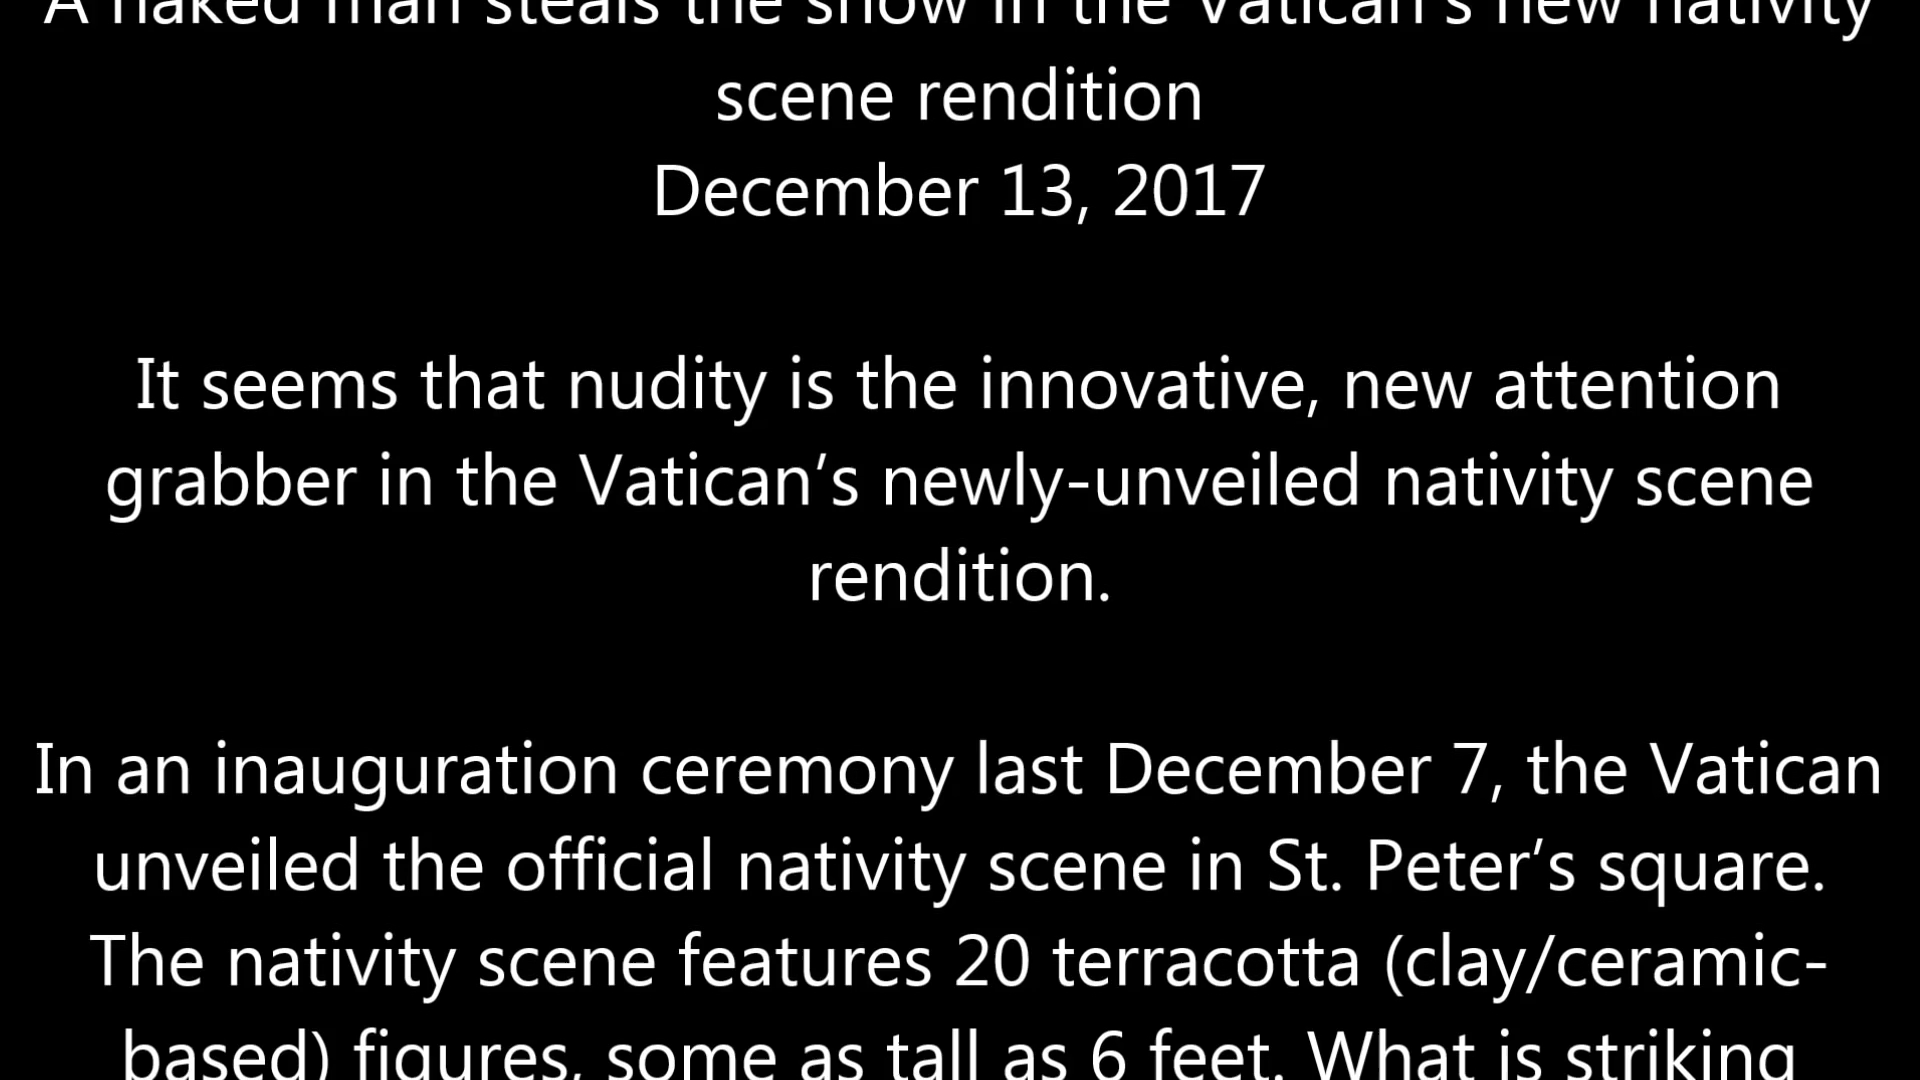 A naked man steals the show in the Vatican's new nativity
scene rendition
December 13, 2017
It seems that nudity is the innovative, new attention
grabber in the Vatican’s newly-unveiled nativity scene
rendition.
In an inauguration ceremony last December 7, the Vatican
unveiled the official nativity scene in St. Peter’s square.
The nativity scene features 20 terracotta (clay/ceramic-
based) figures, some as tall as 6 feet. What is striking